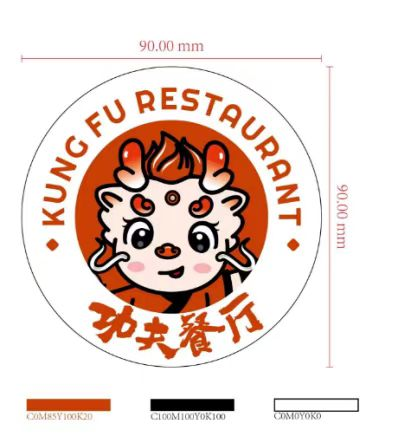 90.00 mm
KUNG FU RESTAURANT
90.00 mm
功夫餐厅
C0M85Y100K20
C100M100Y0K100
C0M0Y0K0